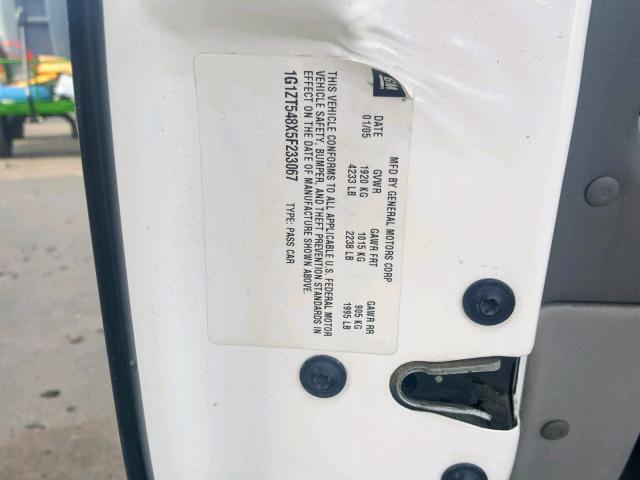 GM
MFD BY GENERAL MOTORS CORP
DATE GVWR GAWR FRT GAWR RR
01/05 1920 KG 1015 KG 905 KG
4233 LB 2238 LB 1995 LB
THIS VEHICLE CONFORMS TO ALL APPLICABLE U.S. FEDERAL MOTOR
VEHICLE SAFETY, BUMPER, AND THEFT PREVENTION STANDARDS IN
EFFECT ON THE DATE OF MANUFACTURE SHOWN ABOVE.
1G1ZT548X5F233067 TYPE: PASS CAR